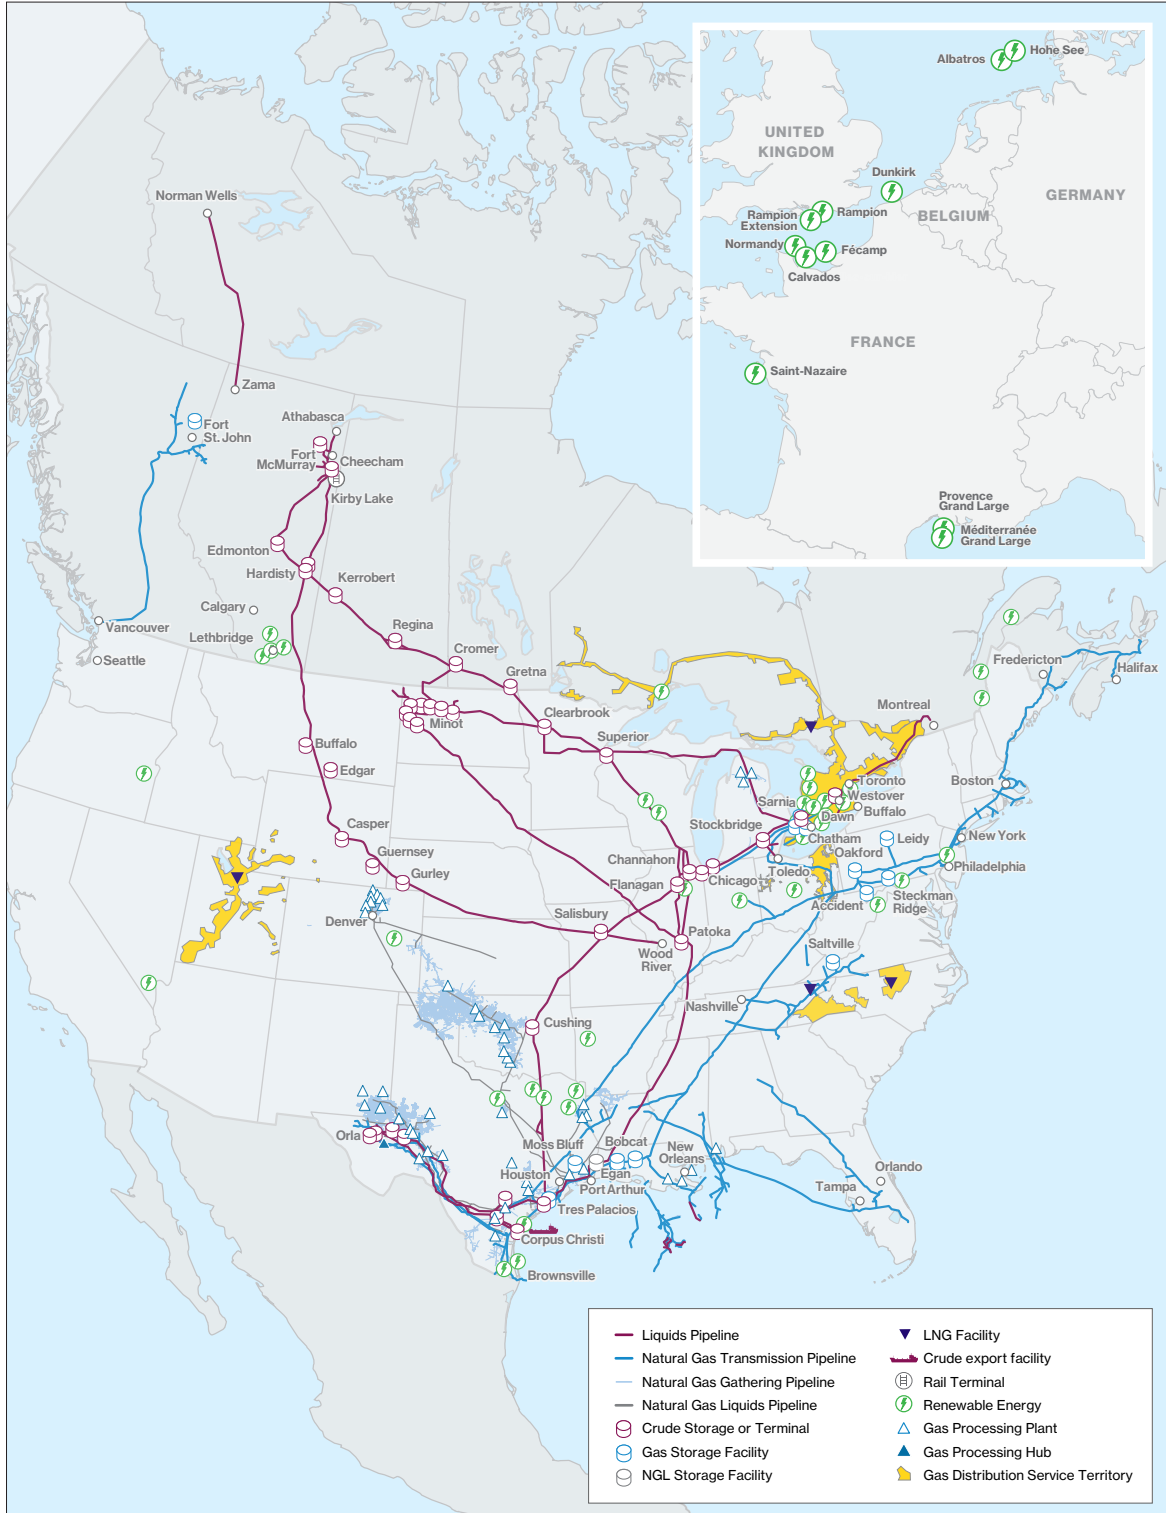 Hohe See
Albatros
UNITED
KINGDOM
Dunkirk
GERMANY
Rampion
Rampion
Extension
BELGIUM
Normandy
Fécamp
Calvados
FRANCE
Saint-Nazaire
Provence
Grand Large
Méditerranée
Grand Large
Norman Wells
Zama
Athabasca
Fort
St. John
Fort
McMurray
Cheecham
Kirby Lake
Edmonton
Hardisty
Kerrobert
Calgary
Vancouver
Regina
Lethbridge
Seattle
Cromer
Gretna
Fredericton
Halifax
Minot
Clearbrook
Montreal
Superior
Buffalo
Edgar
Toronto
Boston
Westover
Sarnia
Buffalo
Dawn
Stockbridge
Casper
Chatham
Leidy
New York
Guernsey
Oakford
Channahon
Toledo
Philadelphia
Gurley
Flanagan
Chicago
Steckman
Ridge
Accident
Denver
Salisbury
Patoka
Saltville
Wood
River
Nashville
Cushing
Orla
Moss Bluff
Bobcat
New
Orleans
Houston
Egan
Port Arthur
Orlando
Tampa
Tres Palacios
Corpus Christi
Brownsville
Liquids Pipeline
Natural Gas Transmission Pipeline
Natural Gas Gathering Pipeline
Natural Gas Liquids Pipeline
Crude Storage or Terminal
Gas Storage Facility
NGL Storage Facility
LNG Facility
Crude export facility
Rail Terminal
Renewable Energy
Gas Processing Plant
Gas Processing Hub
Gas Distribution Service Territory